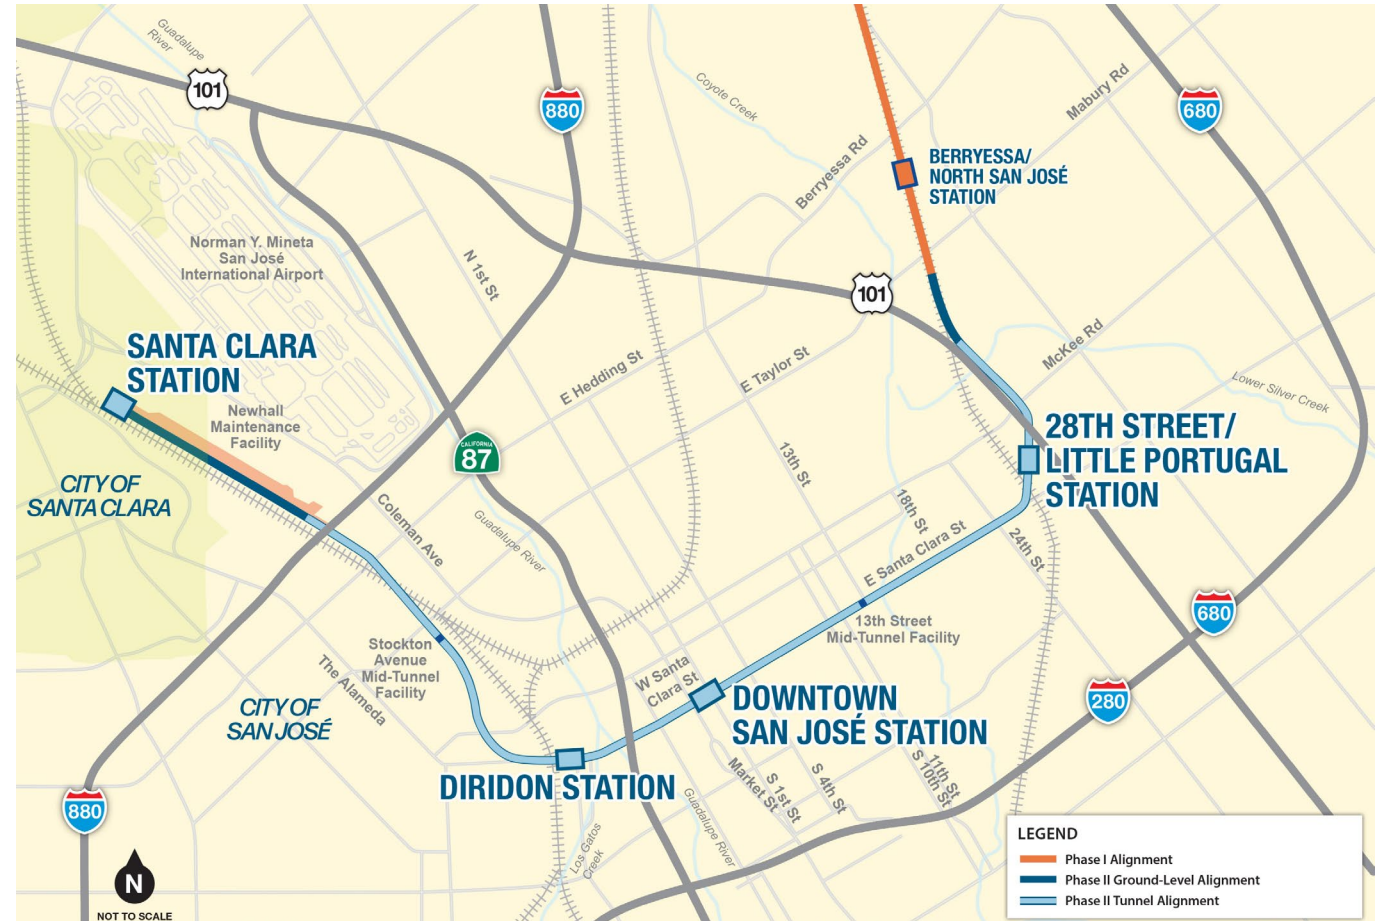 Guadalupe
River
101
880
Coyote Creek
Mabury Rd
680
Berryessa Rd
BERRYESSA/
NORTH SAN JOSÉ
STATION
Norman Y. Mineta
San José
International Airport
N 1st St
101
SANTA CLARA
STATION
McKee Rd
E Hedding St
E Taylor St
Lower Silver Creek
Newhall
Maintenance
Facility
CALIFORNIA
87
13th St
28TH STREET/
LITTLE PORTUGAL
STATION
CITY OF
SANTA CLARA
Coleman Ave
Guadalupe River
18th St
E Santa Clara St
24th St
680
13th Street
Mid-Tunnel Facility
Stockton
Avenue
Mid-Tunnel
Facility
The Alameda
W Santa
Clara St
CITY OF
SAN JOSÉ
DOWNTOWN
SAN JOSÉ STATION
280
DIRIDON STATION
Market St
S 1st St
S 4th St
S 10th St
11th St
880
Guadalupe River
Los Gatos
Creek
N
NOT TO SCALE
LEGEND
Phase I Alignment
Phase II Ground-Level Alignment
Phase II Tunnel Alignment